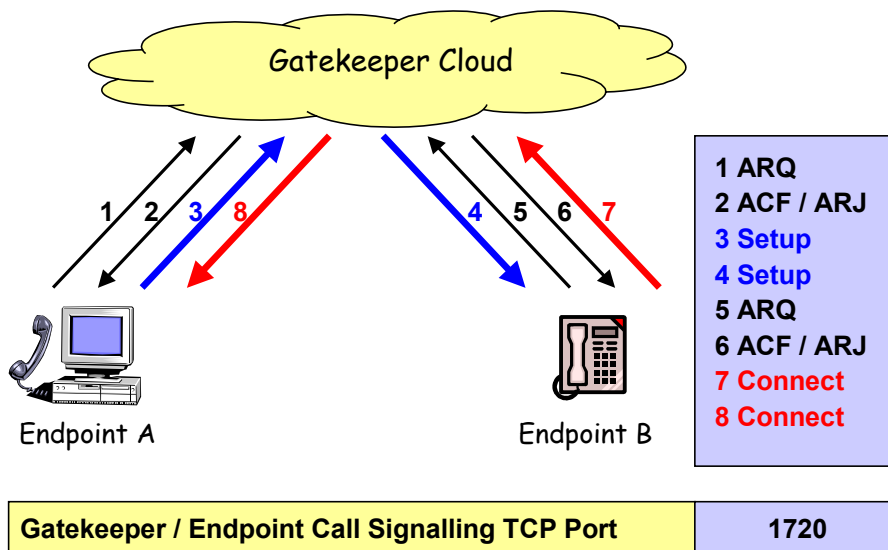 Gatekeeper Cloud
1
2
3
8
4
5
6
7
1 ARQ
2 ACF / ARJ
3 Setup
4 Setup
5 ARQ
6 ACF / ARJ
7 Connect
8 Connect
Endpoint A
Endpoint B
Gatekeeper / Endpoint Call Signalling TCP Port
1720